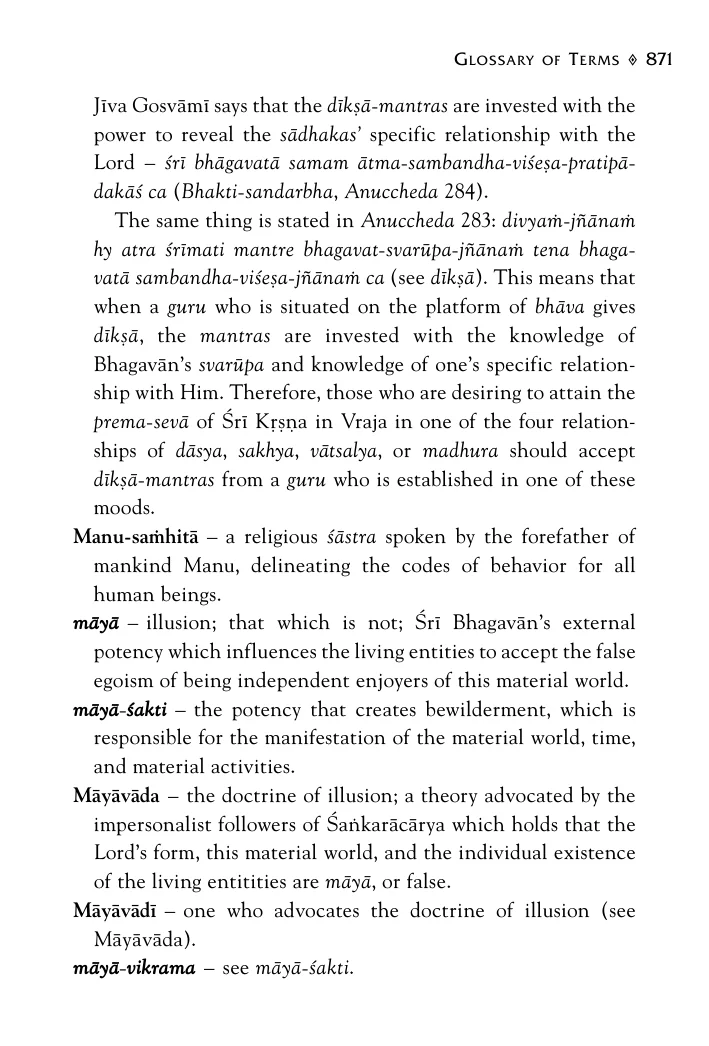 GLOSSARY OF TERMS ◊ 871
Jīva Gosvāmī says that the dīkṣā-mantras are invested with the
power to reveal the sādhakas’ specific relationship with the
Lord – śrī bhāgavatā samam ātma-sambandha-viśeṣa-pratipā-
dakāś ca (Bhakti-sandarbha, Anuccheda 284).
The same thing is stated in Anuccheda 283: divyaṁ-jñānaṁ
hy atra śrīmati mantre bhagavat-svarūpa-jñānaṁ tena bhaga-
vatā sambandha-viśeṣa-jñānaṁ ca (see dīkṣā). This means that
when a guru who is situated on the platform of bhāva gives
dīkṣā, the mantras are invested with the knowledge of
Bhagavān’s svarūpa and knowledge of one’s specific relation-
ship with Him. Therefore, those who are desiring to attain the
prema-sevā of Śrī Kṛṣṇa in Vraja in one of the four relation-
ships of dāsya, sakhya, vātsalya, or madhura should accept
dīkṣā-mantras from a guru who is established in one of these
moods.
Manu-saṁhitā – a religious śāstra spoken by the forefather of
mankind Manu, delineating the codes of behavior for all
human beings.
māyā – illusion; that which is not; Śrī Bhagavān’s external
potency which influences the living entities to accept the false
egoism of being independent enjoyers of this material world.
māyā-śakti – the potency that creates bewilderment, which is
responsible for the manifestation of the material world, time,
and material activities.
Māyāvāda – the doctrine of illusion; a theory advocated by the
impersonalist followers of Śaṅkarācārya which holds that the
Lord’s form, this material world, and the individual existence
of the living entitities are māyā, or false.
Māyāvādī – one who advocates the doctrine of illusion (see
Māyāvāda).
māyā-vikrama – see māyā-śakti.